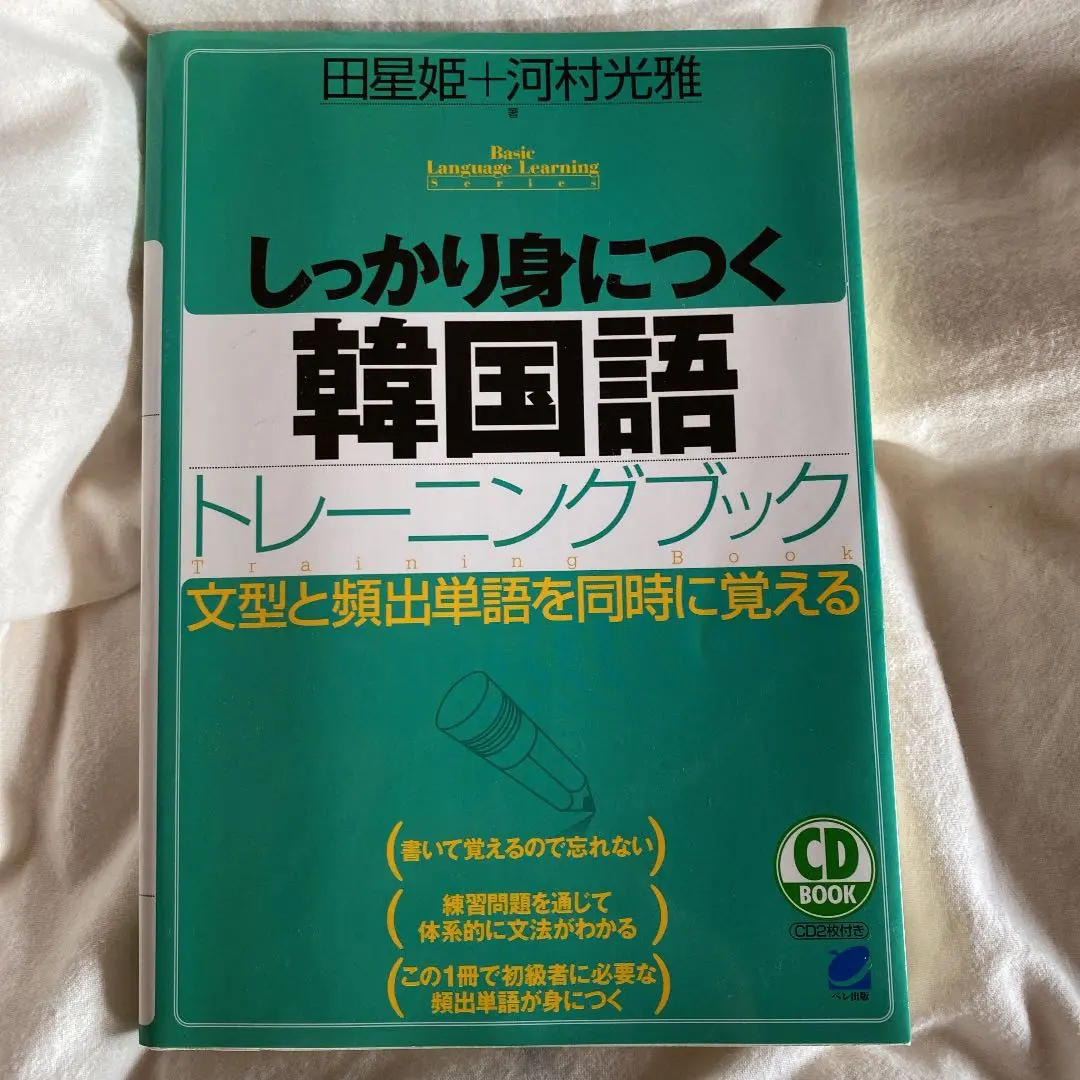 田星姫+河村光雅
著
Basic
Language Learning
Series
しっかり身につく
韓国語
トレーニングブック
Training Book
文型と頻出単語を同時に覚える
(書いて覚えるので忘れない)
(練習問題を通じて
体系的に文法がわかる)
(この1冊で初級者に必要な
頻出単語が身につく)
CD
BOOK
CD2枚付き
ベレ出版